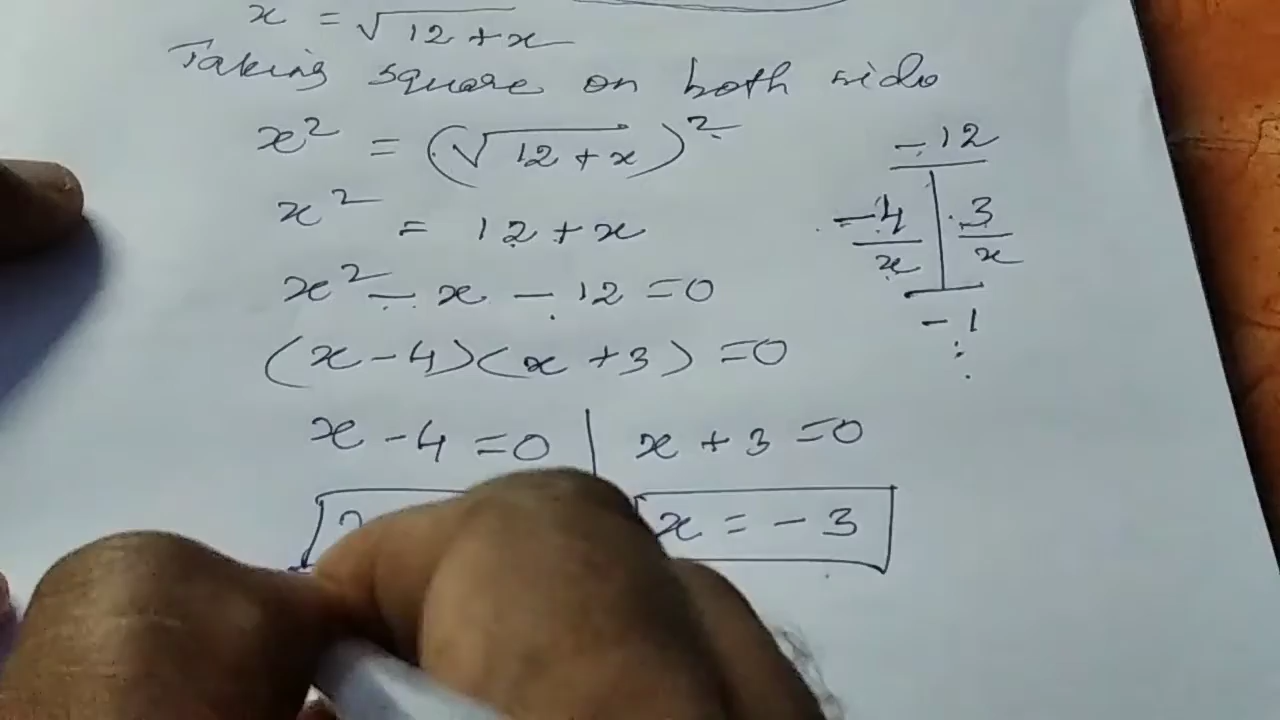 x = √12 + x
Taking square on both side
x² = (√12 + x)²
x² = 12 + x
x² - x - 12 = 0
(x - 4)(x + 3) = 0
x - 4 = 0 | x + 3 = 0
x = - 3
- 12
- 4 | 3
x | x
- 1